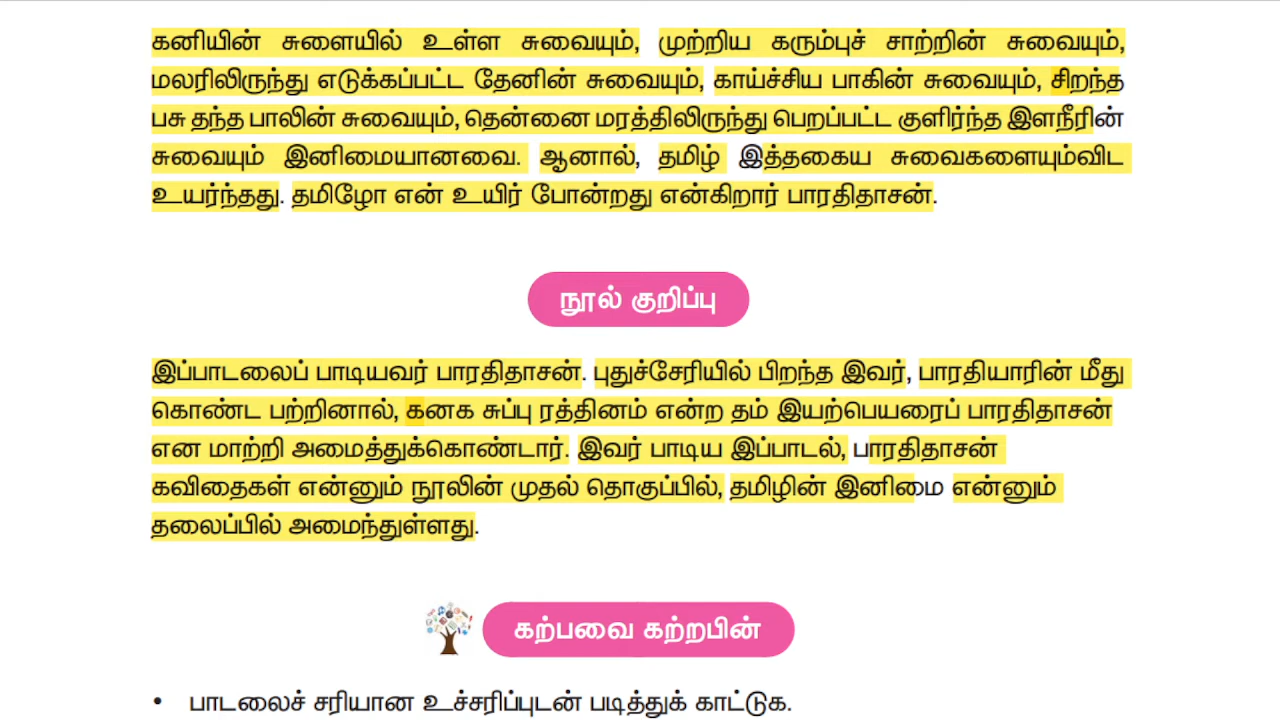 கனியின் சுளையில் உள்ள சுவையும், முற்றிய கரும்புச் சாற்றின் சுவையும்,
மலரிலிருந்து எடுக்கப்பட்ட தேனின் சுவையும், காய்ச்சிய பாகின் சுவையும், சிறந்த
பசு தந்த பாலின் சுவையும், தென்னை மரத்திலிருந்து பெறப்பட்ட குளிர்ந்த இளநீரின்
சுவையும் இனிமையானவை. ஆனால், தமிழ் இத்தகைய சுவைகளையும்விட
உயர்ந்தது. தமிழோ என் உயிர் போன்றது என்கிறார் பாரதிதாசன்.
நூல் குறிப்பு
இப்பாடலைப் பாடியவர் பாரதிதாசன். புதுச்சேரியில் பிறந்த இவர், பாரதியாரின் மீது
கொண்ட பற்றினால், கனக சுப்பு ரத்தினம் என்ற தம் இயற்பெயரைப் பாரதிதாசன்
என மாற்றி அமைத்துக்கொண்டார். இவர் பாடிய இப்பாடல், பாரதிதாசன்
கவிதைகள் என்னும் நூலின் முதல் தொகுப்பில், தமிழின் இனிமை என்னும்
தலைப்பில் அமைந்துள்ளது.
கற்பவை கற்றபின்
• பாடலைச் சரியான உச்சரிப்புடன் படித்துக் காட்டுக.